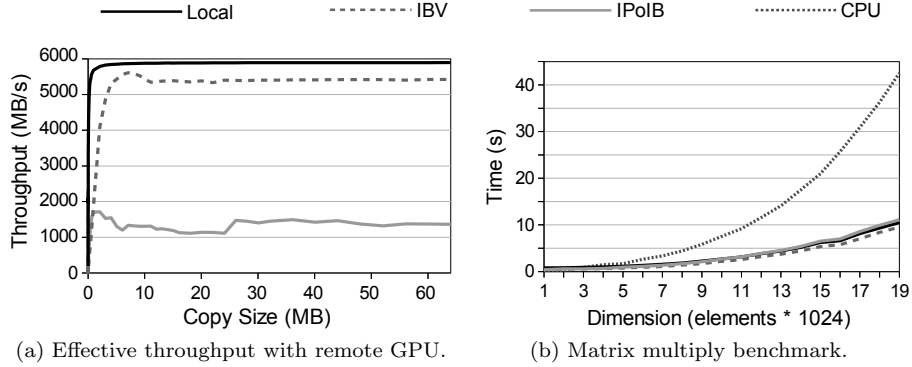 Local IBV IPoIB CPU
6000
5000
4000
3000
2000
1000
0
Throughput (MB/s)
0 10 20 30 40 50 60
Copy Size (MB)
(a) Effective throughput with remote GPU.
40
30
20
10
0
Time (s)
1 3 5 7 9 11 13 15 17 19
Dimension (elements * 1024)
(b) Matrix multiply benchmark.